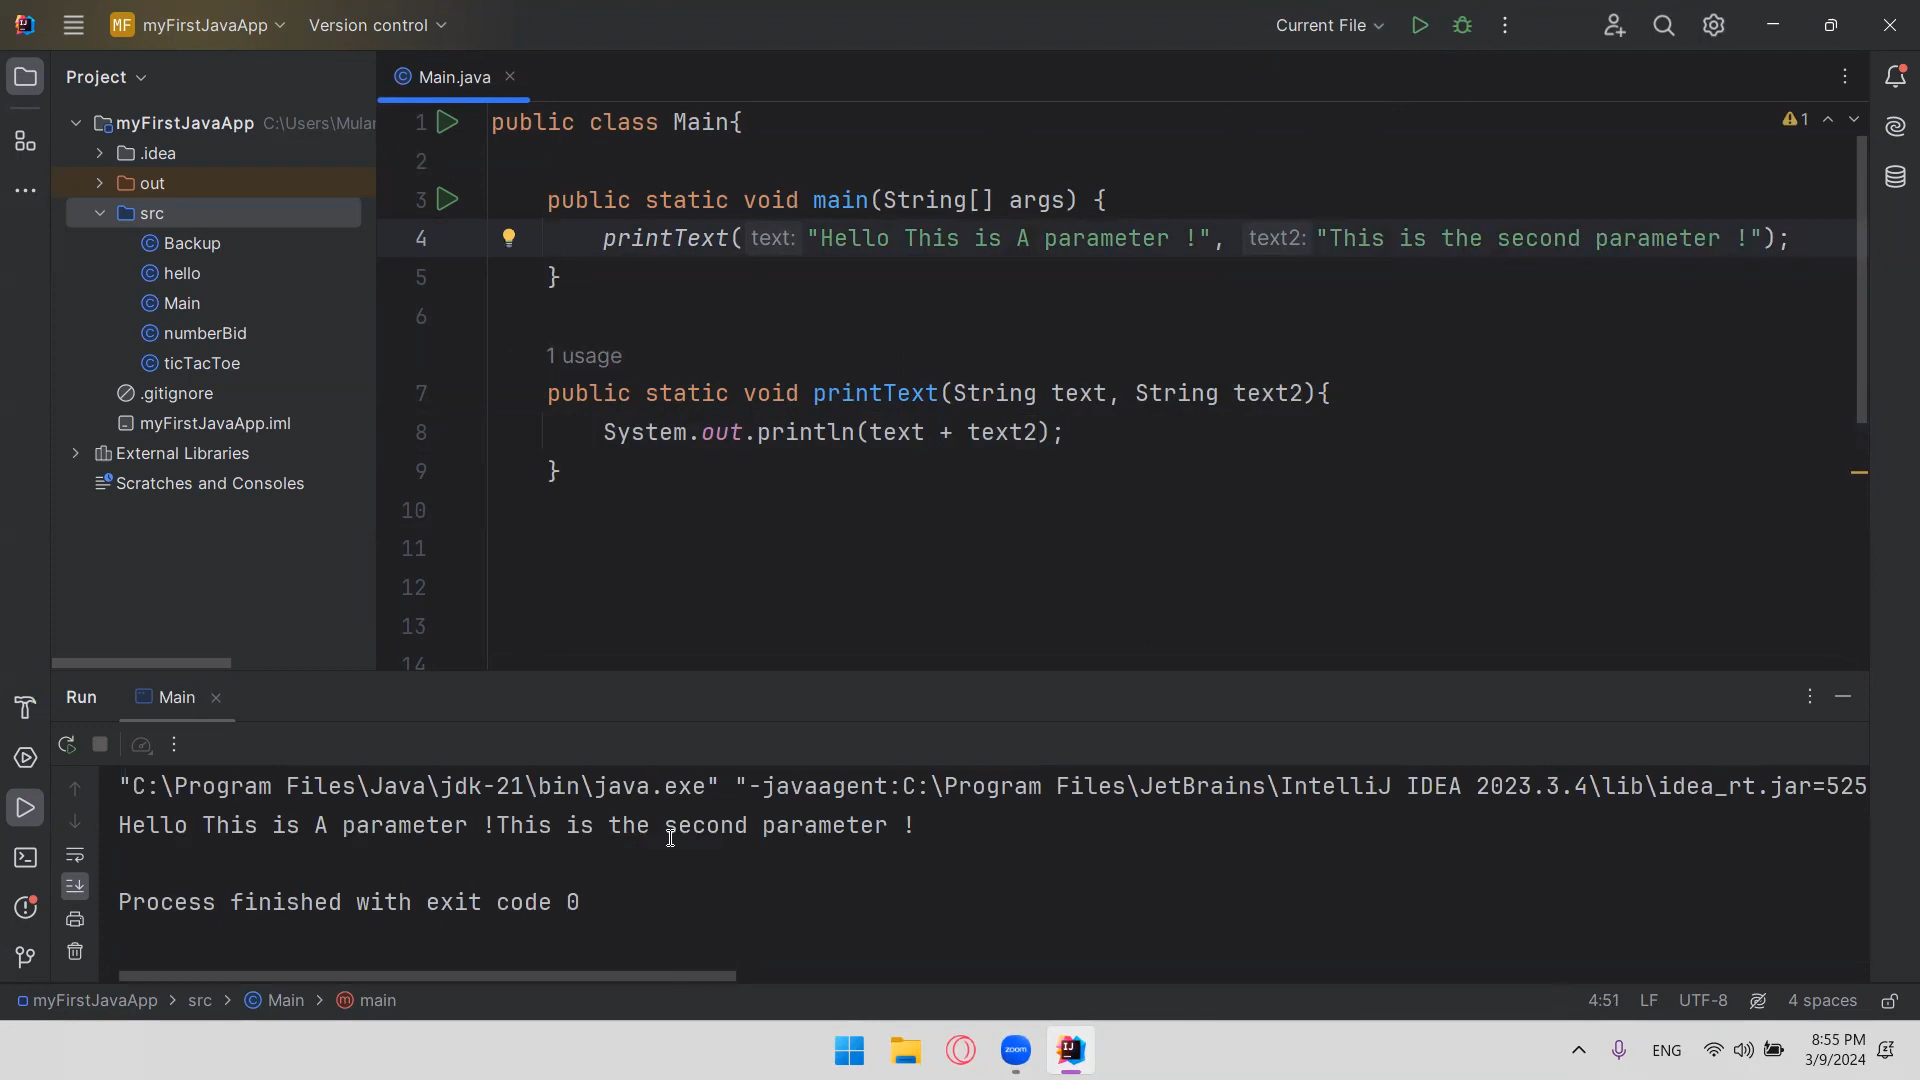 MF myFirstJavaApp Version control Current File
Project
Main.java
myFirstJavaApp C:\Users\Mular
.idea
out
src
Backup
hello
Main
numberBid
ticTacToe
.gitignore
myFirstJavaApp.iml
External Libraries
Scratches and Consoles
1 public class Main{
2
3 public static void main(String[] args) {
4 printText( text: "Hello This is A parameter !", text2: "This is the second parameter !");
5 }
6
1 usage
7 public static void printText(String text, String text2){
8 System.out.println(text + text2);
9 }
10
11
12
13
14
1
Run Main
"C:\Program Files\Java\jdk-21\bin\java.exe" "-javaagent:C:\Program Files\JetBrains\IntelliJ IDEA 2023.3.4\lib\idea_rt.jar=525
Hello This is A parameter !This is the second parameter !
Process finished with exit code 0
myFirstJavaApp > src > Main > main 4:51 LF UTF-8 4 spaces
zoom
IJ
ENG
8:55 PM
3/9/2024